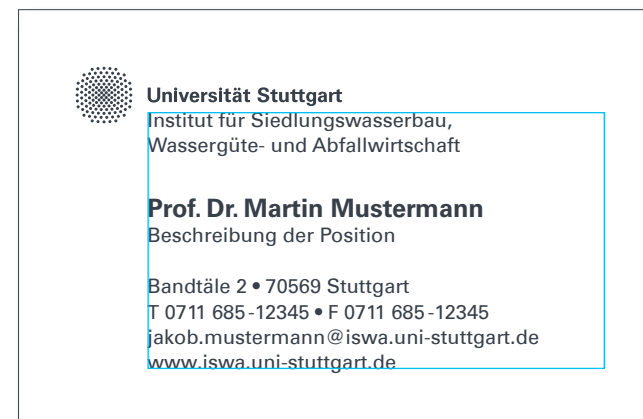 Universität Stuttgart
Institut für Siedlungswasserbau,
Wassergüte- und Abfallwirtschaft
Prof. Dr. Martin Mustermann
Beschreibung der Position
Bandtäle 2 • 70569 Stuttgart
T 0711 685-12345 • F 0711 685-12345
jakob.mustermann@iswa.uni-stuttgart.de
www.iswa.uni-stuttgart.de